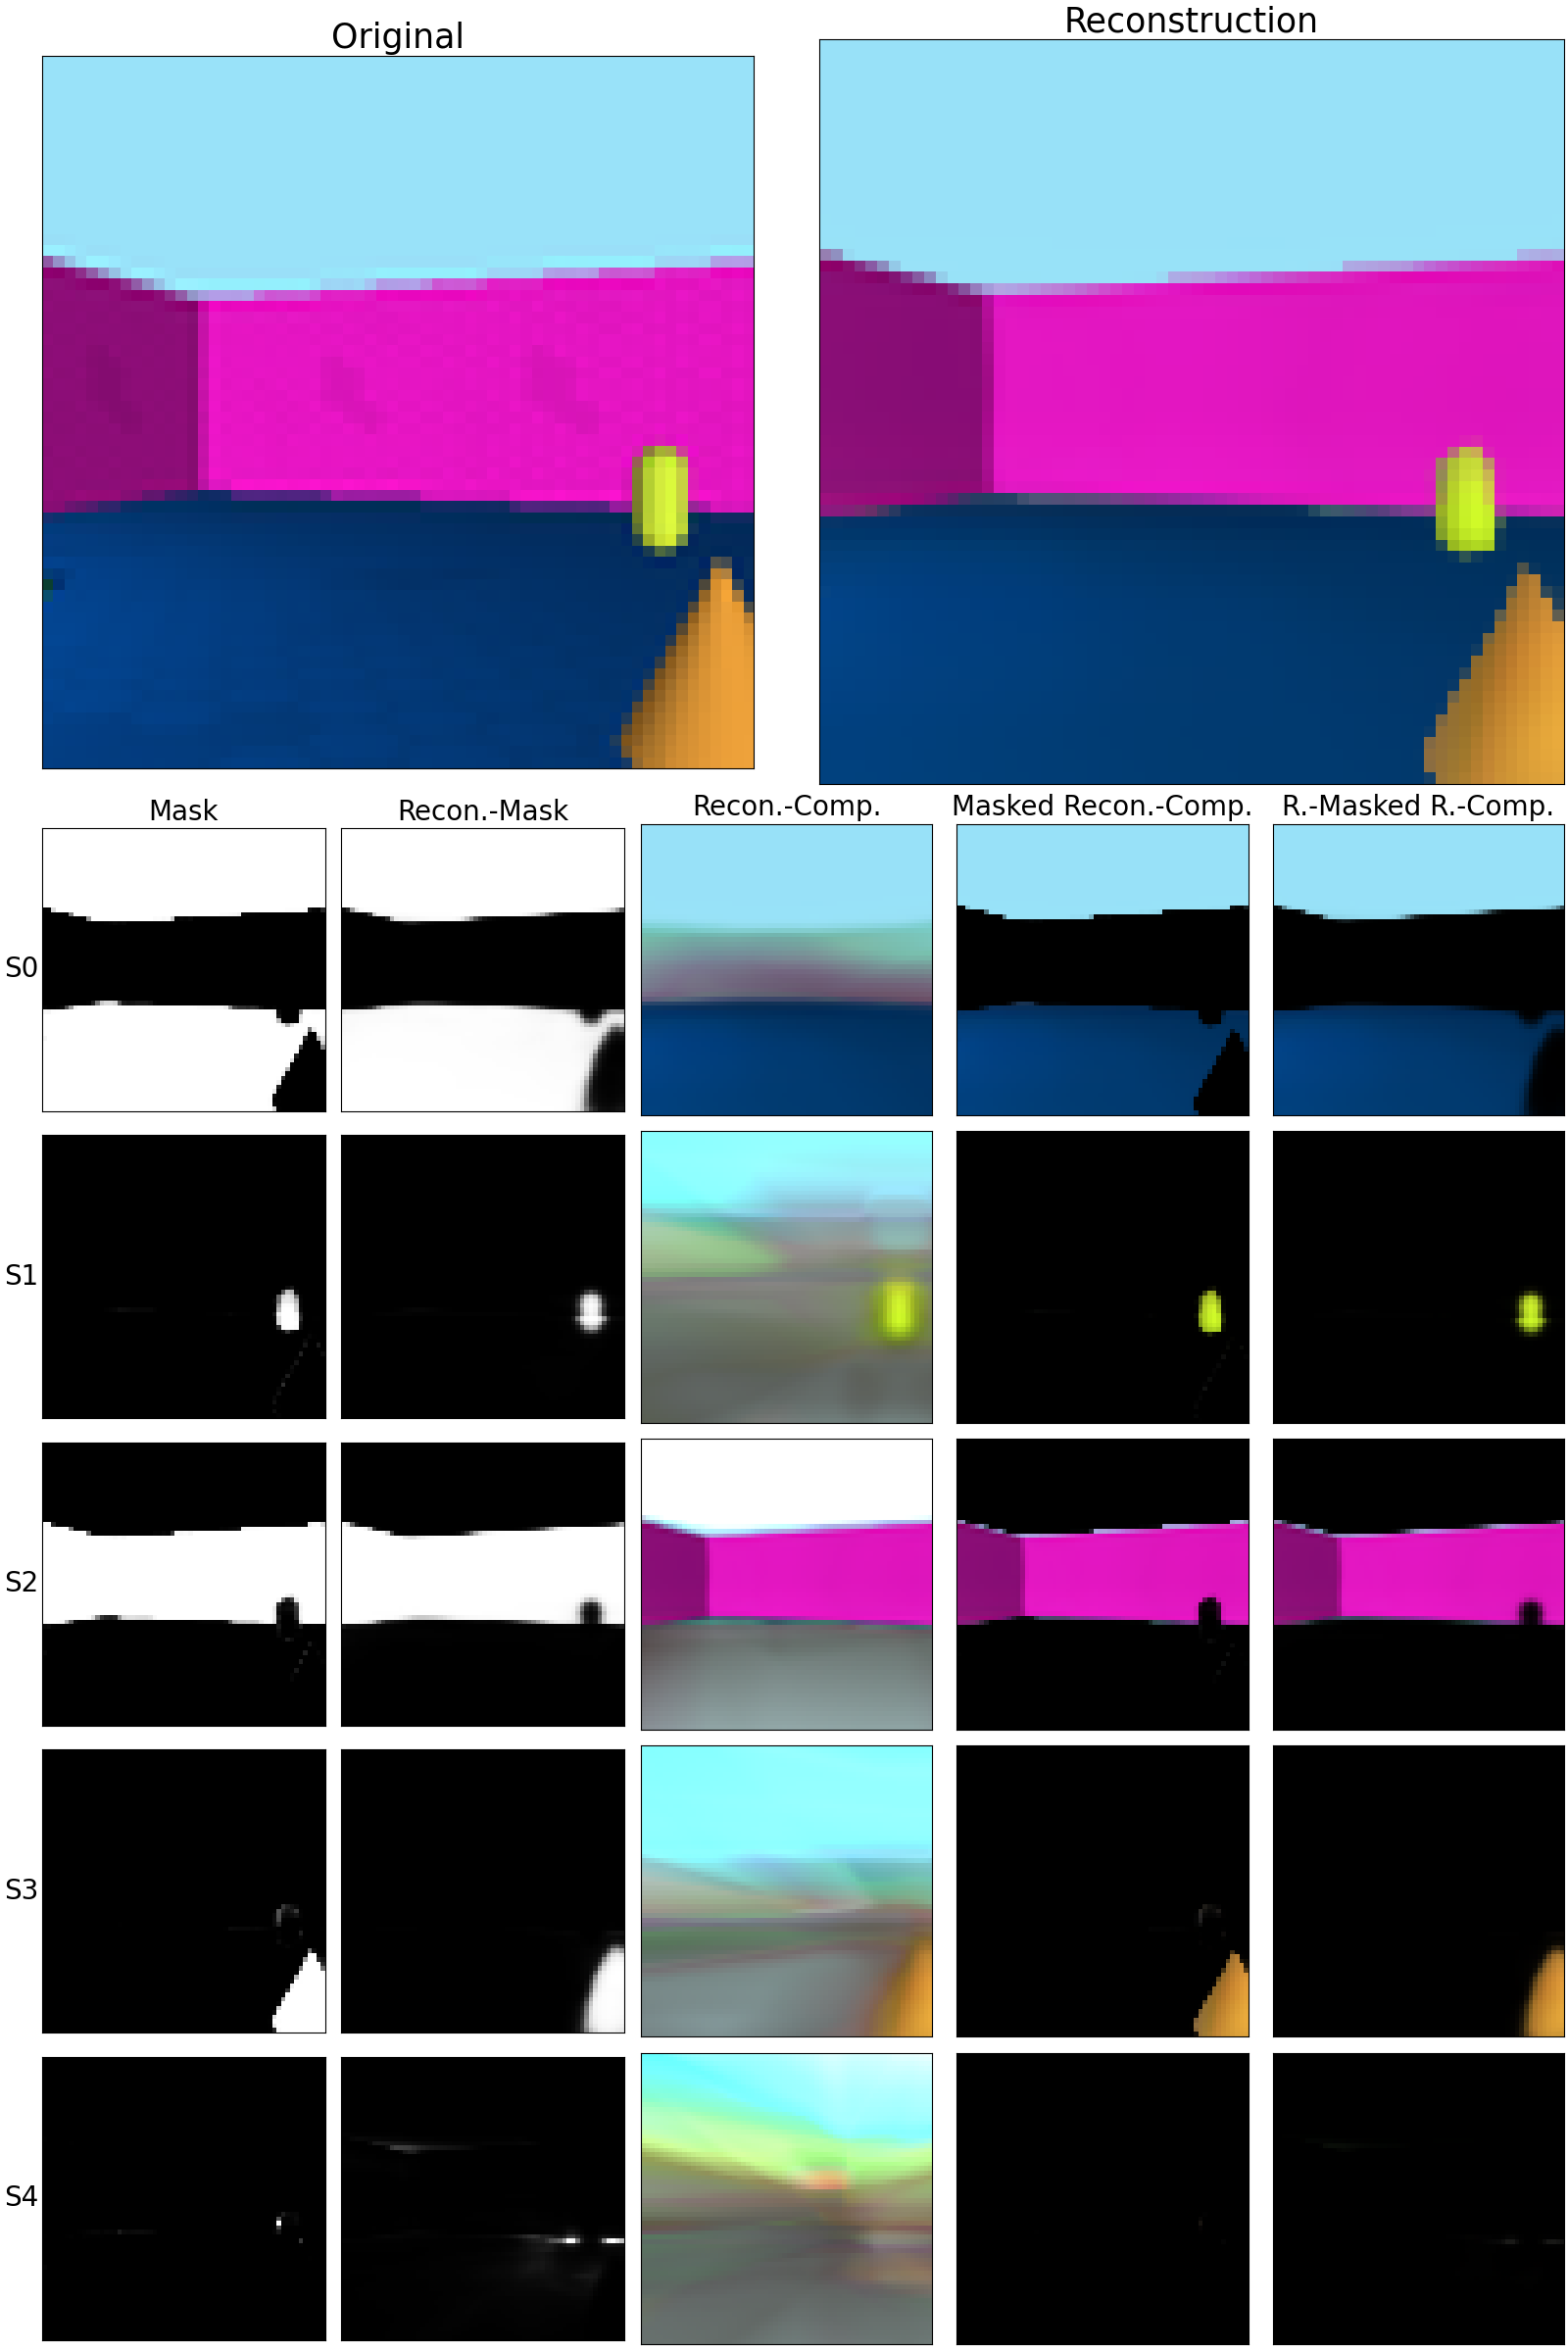 Original
Reconstruction
Mask
Recon.-Mask
Recon.-Comp.
Masked Recon.-Comp.
R.-Masked R.-Comp.
S0
S1
S2
S3
S4